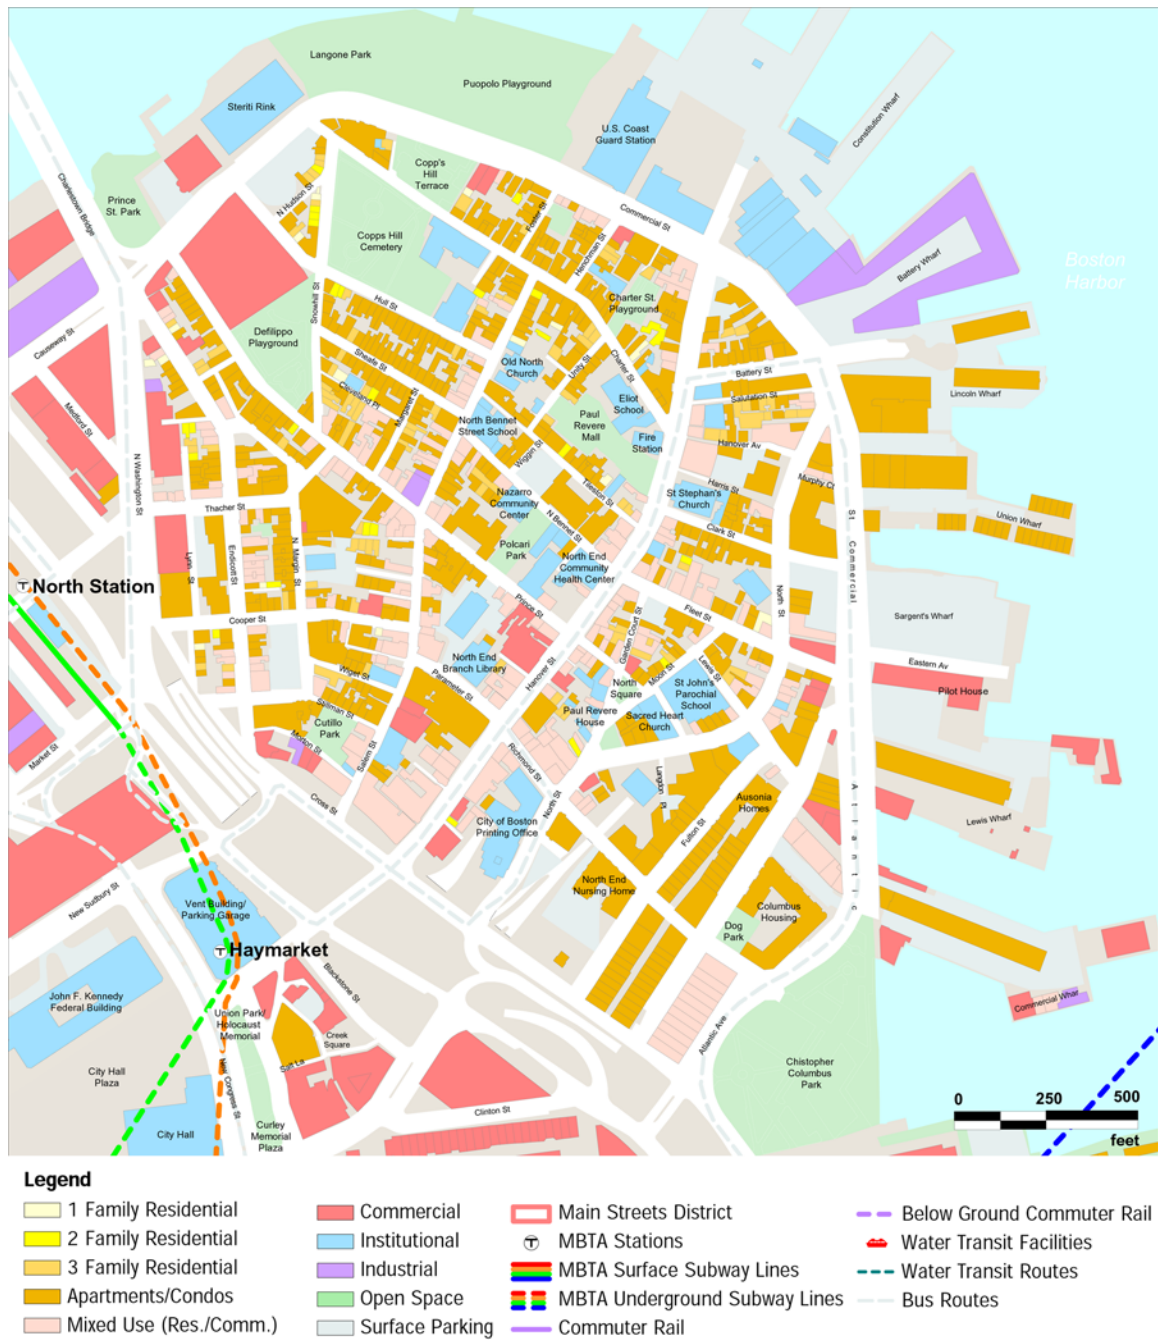 Langone Park
Puopolo Playground
Steriti Rink
U.S. Coast
Guard Station
Constitution Wharf
Charlestown Bridge
Prince
St. Park
Copp's
Hill
Terrace
N Hudson St
Foster St
Commercial St
Copps Hill
Cemetery
Henchman St
Battery Wharf
Boston
Harbor
Snowhill St
Hull St
Charter St.
Playground
Causeway St
Defilippo
Playground
Sheafe St
Old North
Church
Unity St
Charter St
Battery St
Medford St
Cleveland Pl
Margaret St
Eliot
School
Salutation St
Lincoln Wharf
North Bennet
Street School
Paul
Revere
Mall
Fire
Station
Hanover Av
N Washington St
Wiggin St
Tileston St
Harris St
Murphy Ct
Nazarro
Community
Center
St Stephan's
Church
Thacher St
N Bennet St
Clark St
Union Wharf
St Commercial
Lynn St
Endicott St
N. Margin St
Polcari
Park
North End
Community
Health Center
North Station
Prince St
North St
Cooper St
Fleet St
Sargent's Wharf
Garden Court St
North End
Branch Library
Hanover St
Moon St
Lewis St
Eastern Av
Wiget St
Parameter St
North
Square
St John's
Parochial
School
Pilot House
Stillman St
Cutillo
Park
Paul Revere
House
Sacred Heart
Church
Morton St
Salem St
Richmond St
Market St
Langdon Pl
Atlantic
Cross St
North St
Ausonia
Homes
City of Boston
Printing Office
Fulton St
Lewis Wharf
New Sudbury St
North End
Nursing Home
Vent Building/
Parking Garage
Columbus
Housing
Dog
Park
Haymarket
John F. Kennedy
Federal Building
Blackstone St
Commercial Whar
Union Park/
Holocaust
Memorial
Creek
Square
Atlantic Ave
Salt La
City Hall
Plaza
New Congress St
Chistopher
Columbus
Park
Clinton St
City Hall
Curley
Memorial
Plaza
0 250 500
feet
Legend
1 Family Residential
2 Family Residential
3 Family Residential
Apartments/Condos
Mixed Use (Res./Comm.)
Commercial
Institutional
Industrial
Open Space
Surface Parking
Main Streets District
MBTA Stations
MBTA Surface Subway Lines
MBTA Underground Subway Lines
Commuter Rail
Below Ground Commuter Rail
Water Transit Facilities
Water Transit Routes
Bus Routes